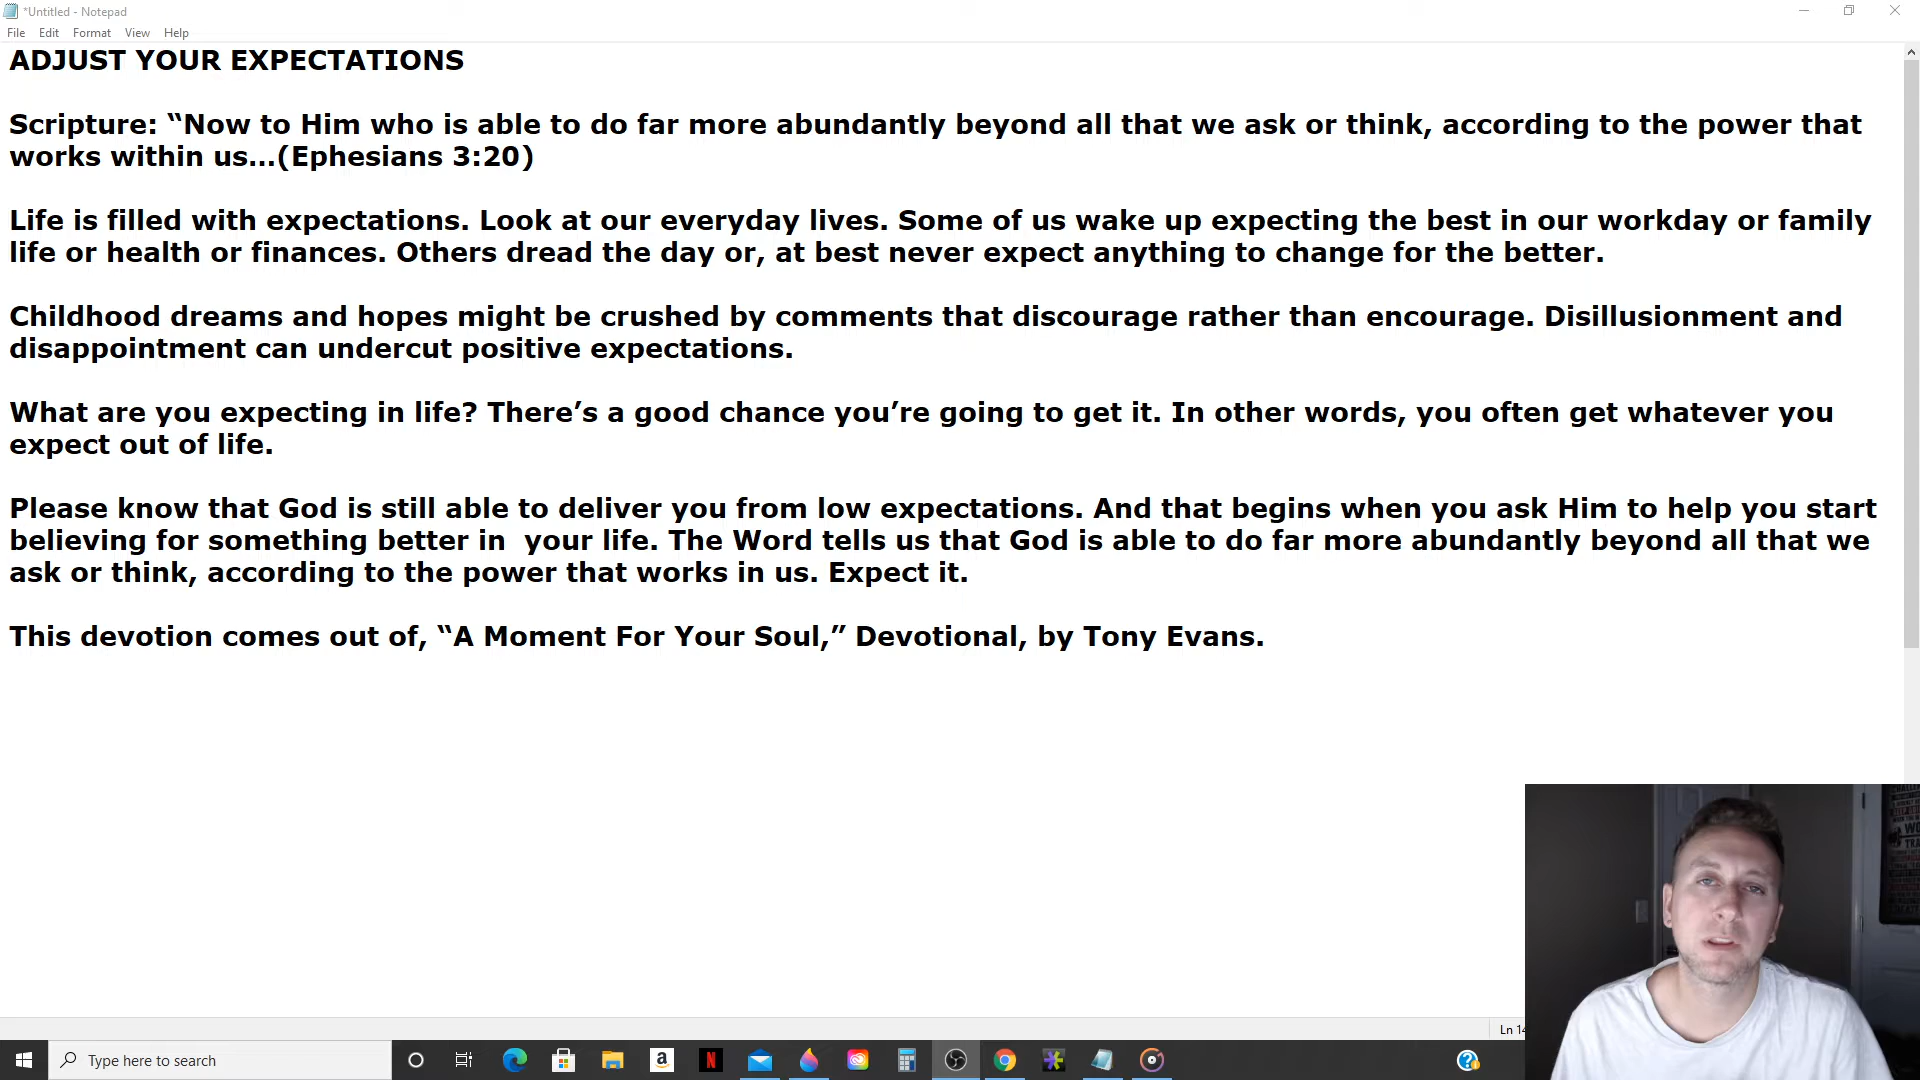 *Untitled - Notepad
File Edit Format View Help
ADJUST YOUR EXPECTATIONS
Scripture: “Now to Him who is able to do far more abundantly beyond all that we ask or think, according to the power that
works within us...(Ephesians 3:20)
Life is filled with expectations. Look at our everyday lives. Some of us wake up expecting the best in our workday or family
life or health or finances. Others dread the day or, at best never expect anything to change for the better.
Childhood dreams and hopes might be crushed by comments that discourage rather than encourage. Disillusionment and
disappointment can undercut positive expectations.
What are you expecting in life? There’s a good chance you’re going to get it. In other words, you often get whatever you
expect out of life.
Please know that God is still able to deliver you from low expectations. And that begins when you ask Him to help you start
believing for something better in  your life. The Word tells us that God is able to do far more abundantly beyond all that we
ask or think, according to the power that works in us. Expect it.
This devotion comes out of, “A Moment For Your Soul,” Devotional, by Tony Evans.
Ln 14
Type here to search